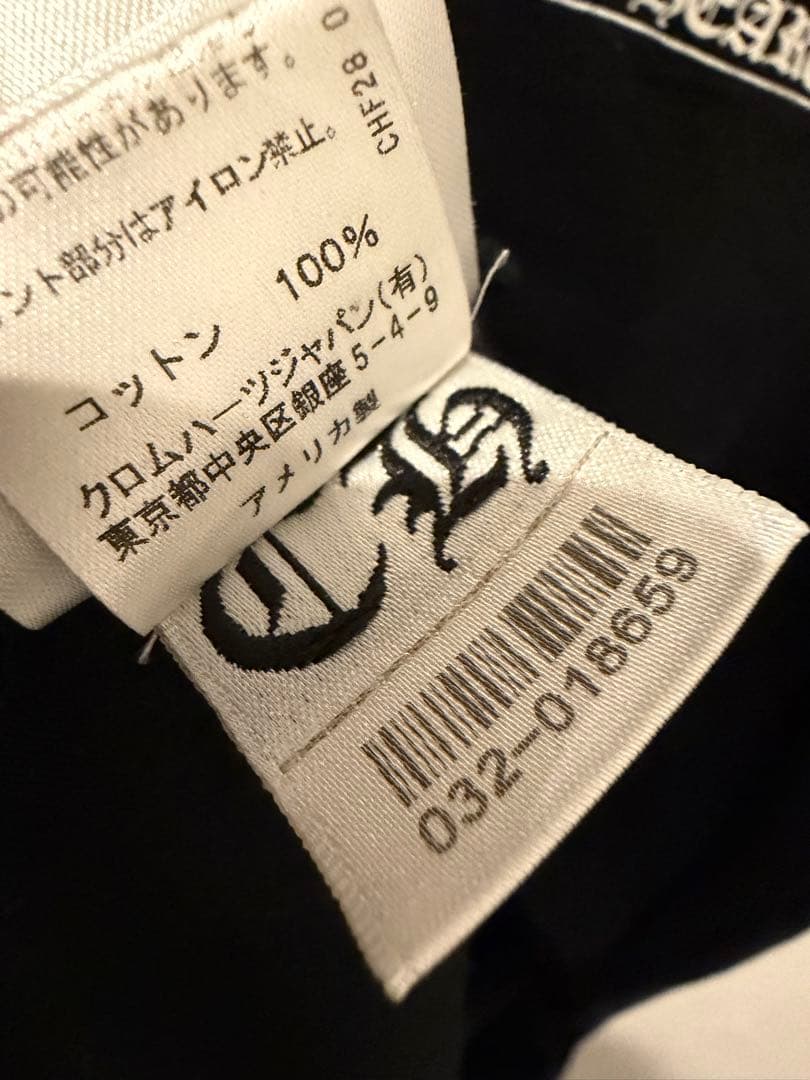 の可能性があります。
ント部分はアイロン禁止。
CHF28 0
コットン 100%
クロムハーツジャパン(有)
東京都中央区銀座5-4-9
アメリカ製
CH
032-018659